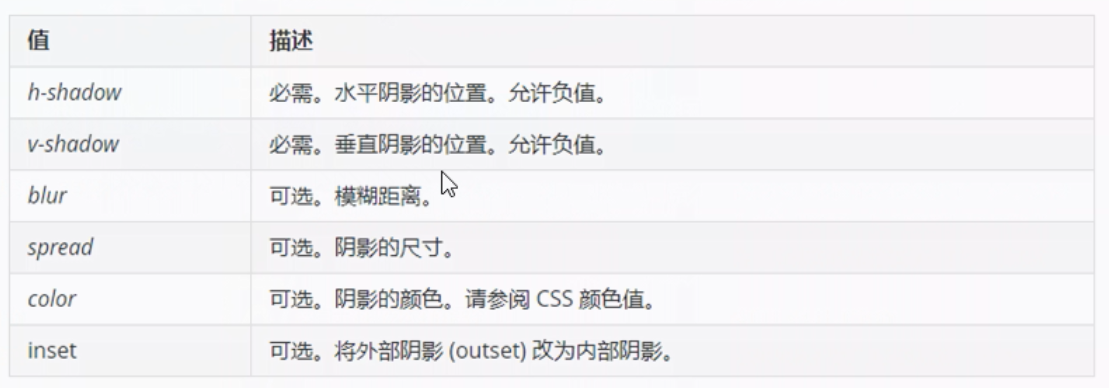 值 描述
h-shadow 必需。水平阴影的位置。允许负值。
v-shadow 必需。垂直阴影的位置。允许负值。
blur 可选。模糊距离。
spread 可选。阴影的尺寸。
color 可选。阴影的颜色。请参阅 CSS 颜色值。
inset 可选。将外部阴影 (outset) 改为内部阴影。